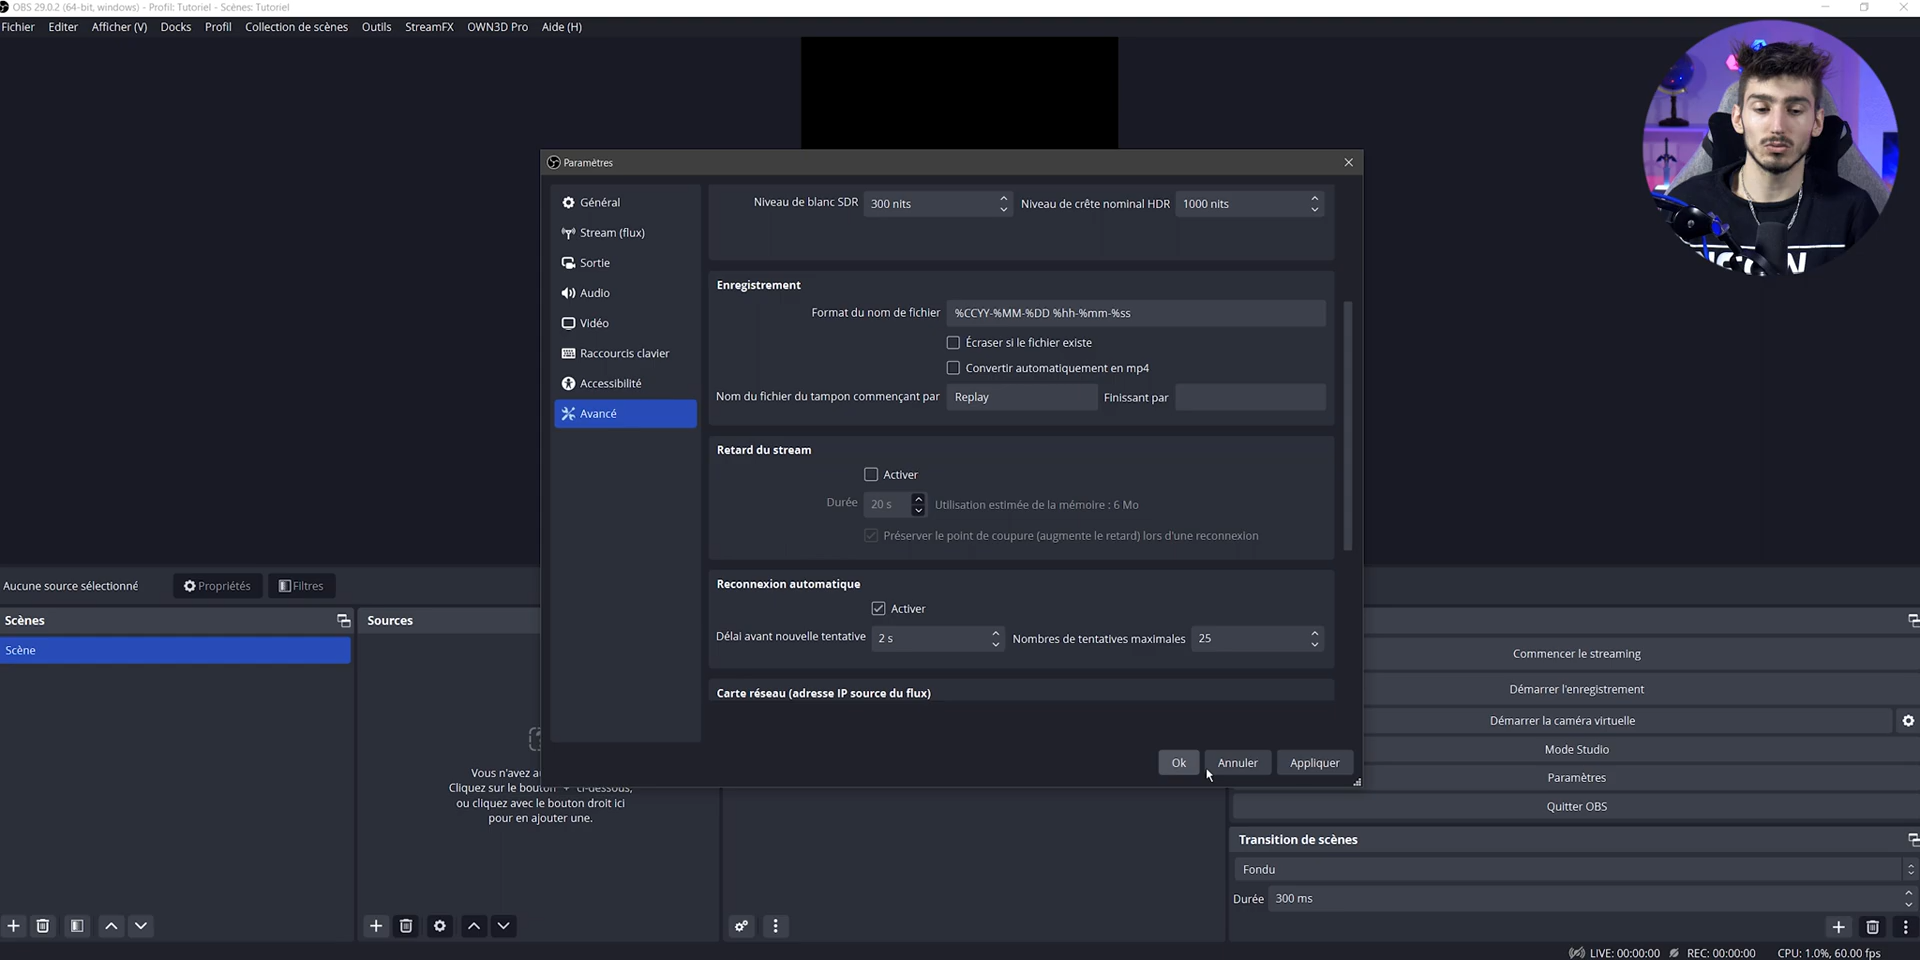 OBS 29.0.2 (64-bit, windows) - Profil: Tutoriel - Scènes: Tutoriel
Fichier Editer Afficher (V) Docks Profil Collection de scènes Outils StreamFX OWN3D Pro Aide (H)
Paramètres
Général
Stream (flux)
Sortie
Audio
Vidéo
Raccourcis clavier
Accessibilité
Avancé
Niveau de blanc SDR 300 nits Niveau de crête nominal HDR 1000 nits
Enregistrement
Format du nom de fichier %CCYY-%MM-%DD %hh-%mm-%ss
Écraser si le fichier existe
Convertir automatiquement en mp4
Nom du fichier du tampon commençant par Replay Finissant par
Retard du stream
Activer
Durée 20 s Utilisation estimée de la mémoire : 6 Mo
Préserver le point de coupure (augmente le retard) lors d'une reconnexion
Reconnexion automatique
Activer
Délai avant nouvelle tentative 2 s Nombres de tentatives maximales 25
Carte réseau (adresse IP source du flux)
Ok Annuler Appliquer
Aucune source sélectionné Propriétés Filtres
Scènes
Scène
Sources
Vous n'avez
Cliquez sur le bouton "+" ci-dessous,
ou cliquez avec le bouton droit ici
pour en ajouter une.
Commencer le streaming
Démarrer l'enregistrement
Démarrer la caméra virtuelle
Mode Studio
Paramètres
Quitter OBS
Transition de scènes
Fondu
Durée 300 ms
LIVE: 00:00:00 REC: 00:00:00 CPU: 1.0%, 60.00 fps